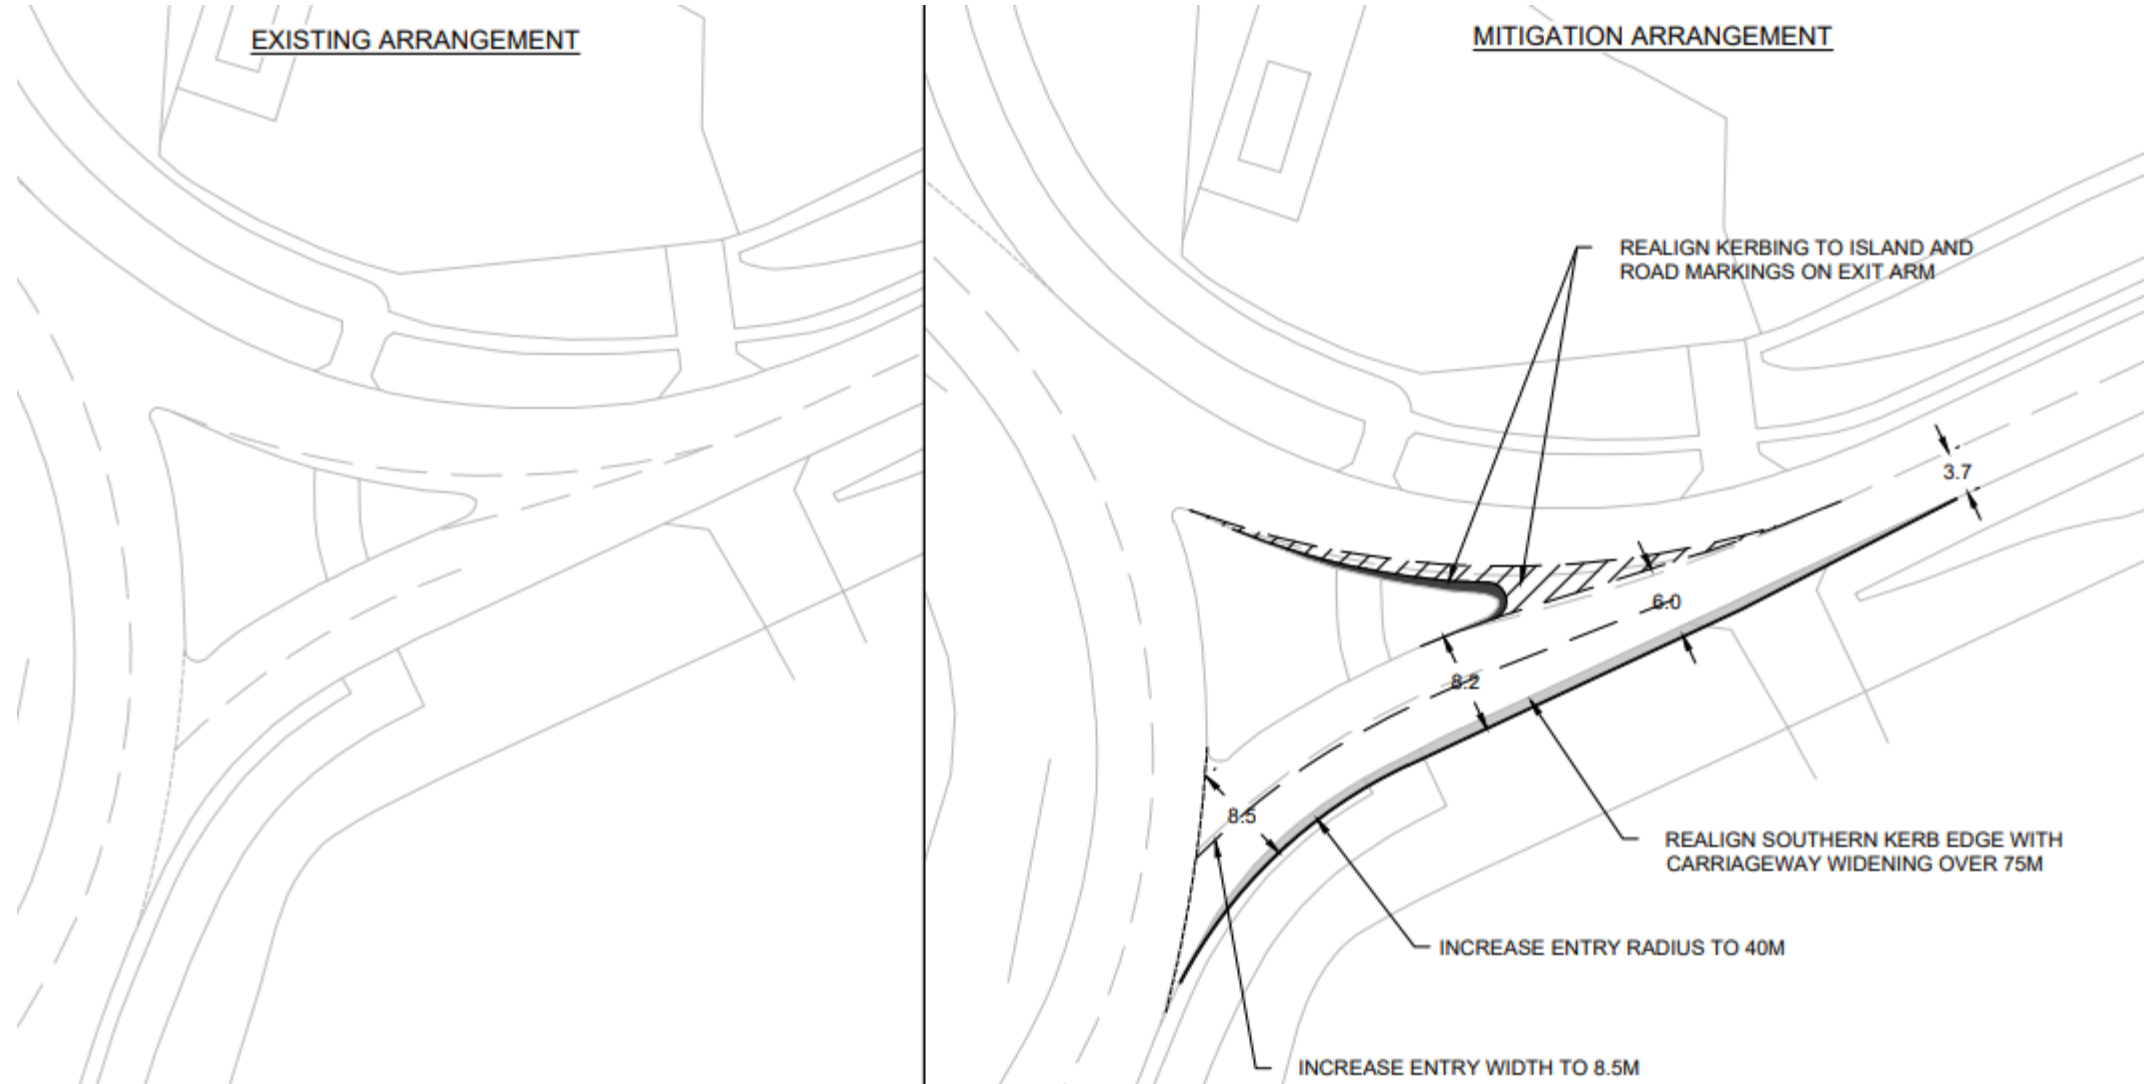 EXISTING ARRANGEMENT
MITIGATION ARRANGEMENT
REALIGN KERBING TO ISLAND AND
ROAD MARKINGS ON EXIT ARM
3.7
6.0
8.2
8.5
REALIGN SOUTHERN KERB EDGE WITH
CARRIAGEWAY WIDENING OVER 75M
INCREASE ENTRY RADIUS TO 40M
INCREASE ENTRY WIDTH TO 8.5M